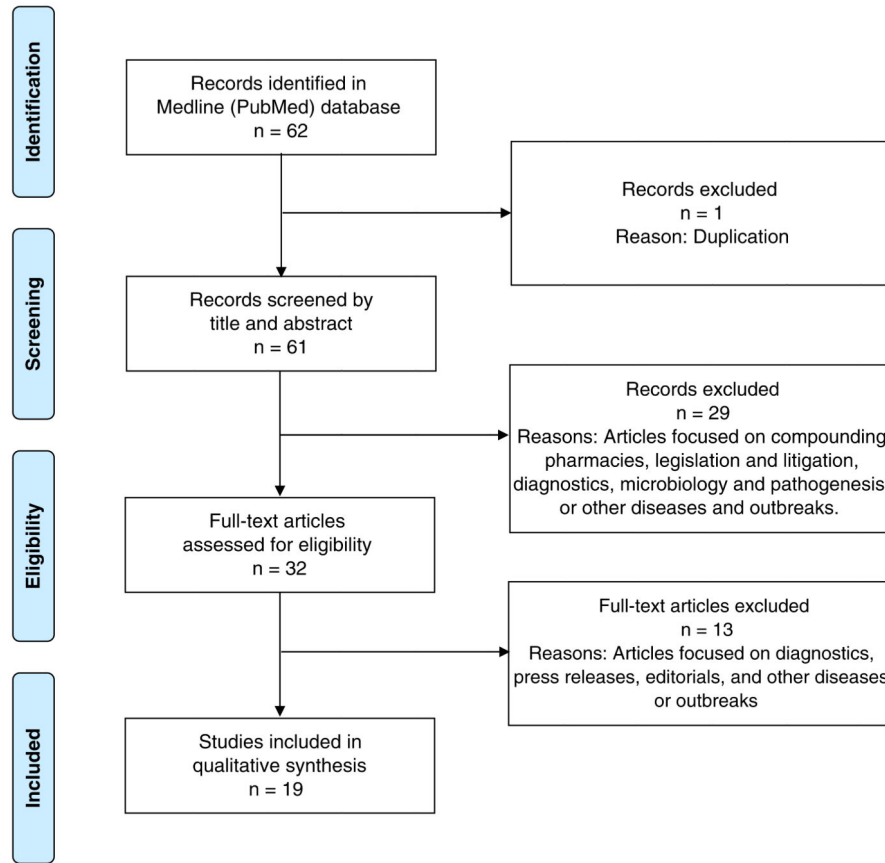 Identification
Records identified in
Medline (PubMed) database
n = 62
Records excluded
n = 1
Reason: Duplication
Screening
Records screened by
title and abstract
n = 61
Records excluded
n = 29
Reasons: Articles focused on compounding
pharmacies, legislation and litigation,
diagnostics, microbiology and pathogenesis
or other diseases and outbreaks.
Eligibility
Full-text articles
assessed for eligibility
n = 32
Full-text articles excluded
n = 13
Reasons: Articles focused on diagnostics,
press releases, editorials, and other diseases
or outbreaks
Included
Studies included in
qualitative synthesis
n = 19